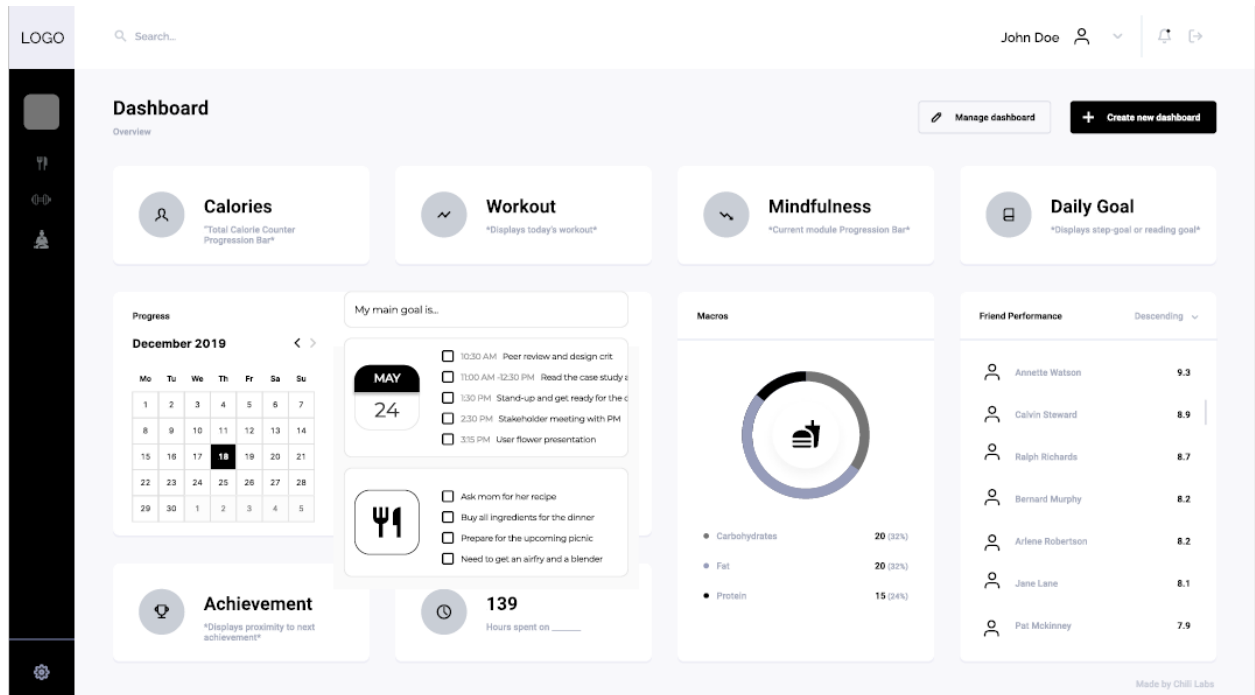 LOGO
Search...
John Doe
Dashboard
Overview
Manage dashboard
Create new dashboard
Calories
"Total Calorie Counter
Progression Bar*
Workout
*Displays today's workout*
Mindfulness
*Current module Progression Bar*
Daily Goal
*Displays step-goal or reading goal*
Progress
December 2019
Mo Tu We Th Fr Sa Su
1 2 3 4 5 6 7
8 9 10 11 12 13 14
15 16 17 18 19 20 21
22 23 24 25 26 27 28
29 30 1 2 3 4 5
My main goal is...
MAY
24
10:30 AM Peer review and design crit
11:00 AM -12:30 PM Read the case study a
1:30 PM Stand-up and get ready for the d
2:30 PM Stakeholder meeting with PM
3:15 PM User flower presentation
Ask mom for her recipe
Buy all ingredients for the dinner
Prepare for the upcoming picnic
Need to get an airfry and a blender
Macros
Carbohydrates 20 (32%)
Fat 20 (32%)
Protein 15 (24%)
Friend Performance Descending
Annette Watson 9.3
Calvin Steward 8.9
Ralph Richards 8.7
Bernard Murphy 8.2
Arlene Robertson 8.2
Jane Lane 8.1
Pat Mckinney 7.9
Achievement
*Displays proximity to next
achievement*
139
Hours spent on ______
Made by Chili Labs